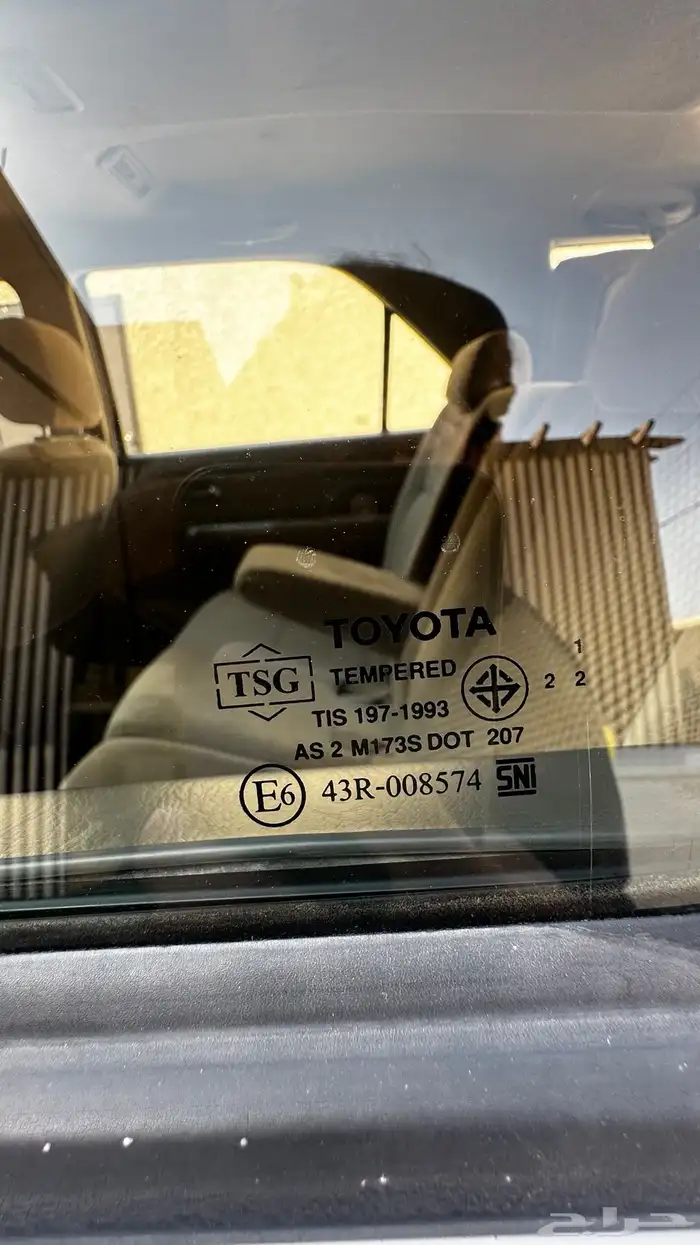 TOYOTA
1
TSG TEMPERED 2 2
TIS 197-1993
AS 2 M173S DOT 207
E6 43R-008574 SNI
حراج